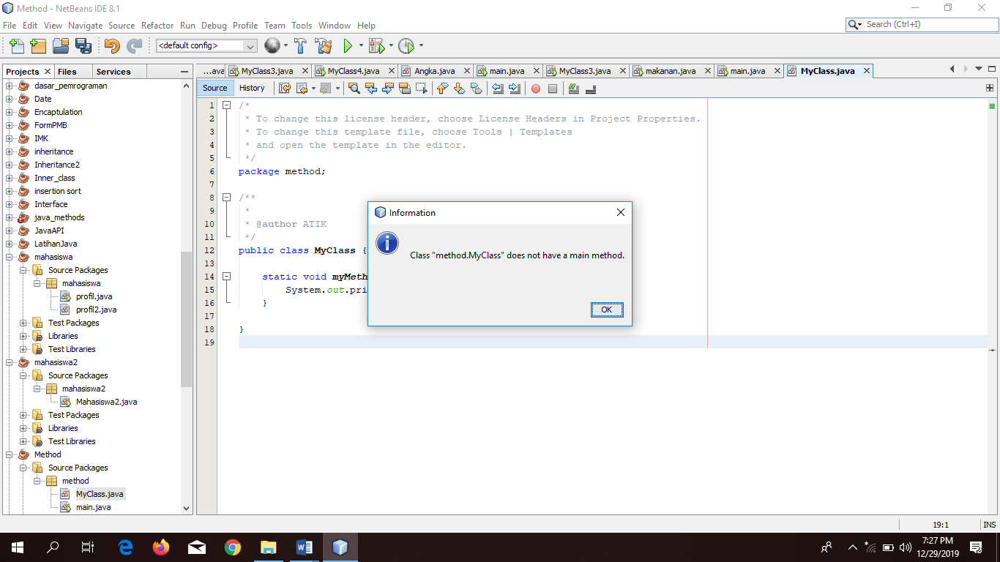 Method - NetBeans IDE 8.1
File Edit View Navigate Source Refactor Run Debug Profile Team Tools Window Help
Search (Ctrl+I)
<default config>
Projects Files Services
...ava MyClass3.java MyClass4.java Angka.java main.java MyClass3.java makanan.java main.java MyClass.java
Source History
dasar_pemrograman
Date
Encaptulation
FormPMB
IMK
inheritance
Inheritance2
Inner_class
insertion sort
Interface
java_methods
JavaAPI
LatihanJava
mahasiswa
Source Packages
mahasiswa
profil.java
profil2.java
Test Packages
Libraries
Test Libraries
mahasiswa2
Source Packages
mahasiswa2
Mahasiswa2.java
Test Packages
Libraries
Test Libraries
Method
Source Packages
method
MyClass.java
main.java
1 /*
2 * To change this license header, choose License Headers in Project Properties.
3 * To change this template file, choose Tools | Templates
4 * and open the template in the editor.
5 */
6 package method;
7
8 /**
9 *
10 * @author ATIK
11 */
12 public class MyClass {
13
14 static void myMeth
15 System.out.pri
16 }
17
18 }
19
Information
Class "method.MyClass" does not have a main method.
OK
19:1 INS
7:27 PM
12/29/2019